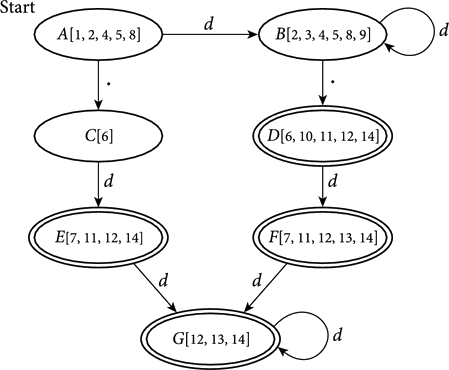 Start
A[1, 2, 4, 5, 8]
d
B[2, 3, 4, 5, 8, 9]
d
.
.
C[6]
D[6, 10, 11, 12, 14]
d
d
E[7, 11, 12, 14]
F[7, 11, 12, 13, 14]
d
d
G[12, 13, 14]
d